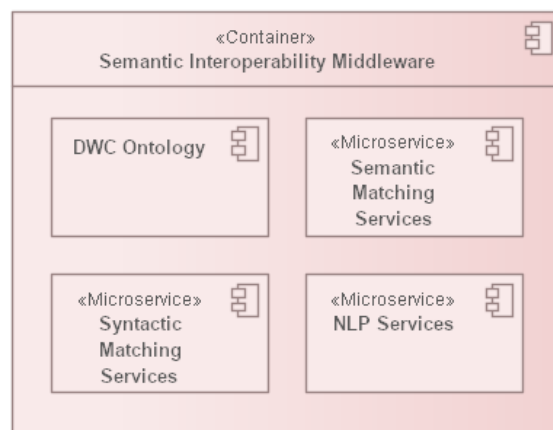 «Container»
Semantic Interoperability Middleware
DWC Ontology
«Microservice»
Semantic
Matching
Services
«Microservice»
Syntactic
Matching
Services
«Microservice»
NLP Services